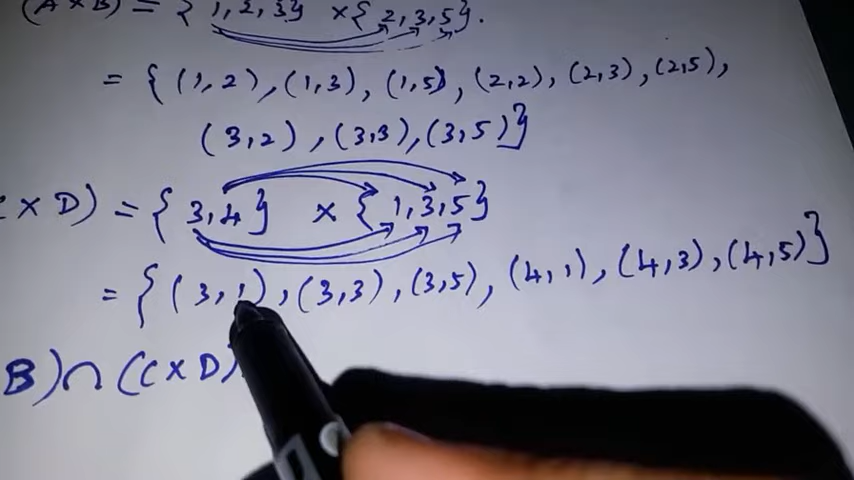 (A×B) = { 1,2,3} ×{2,3,5}.
= { (1,2),(1,3),(1,5),(2,2),(2,3),(2,5),
(3,2),(3,3),(3,5)}
× D) = { 3,4} × {1,3,5}
= { (3,1),(3,3),(3,5),(4,1),(4,3),(4,5)}
B)∩(C×D)